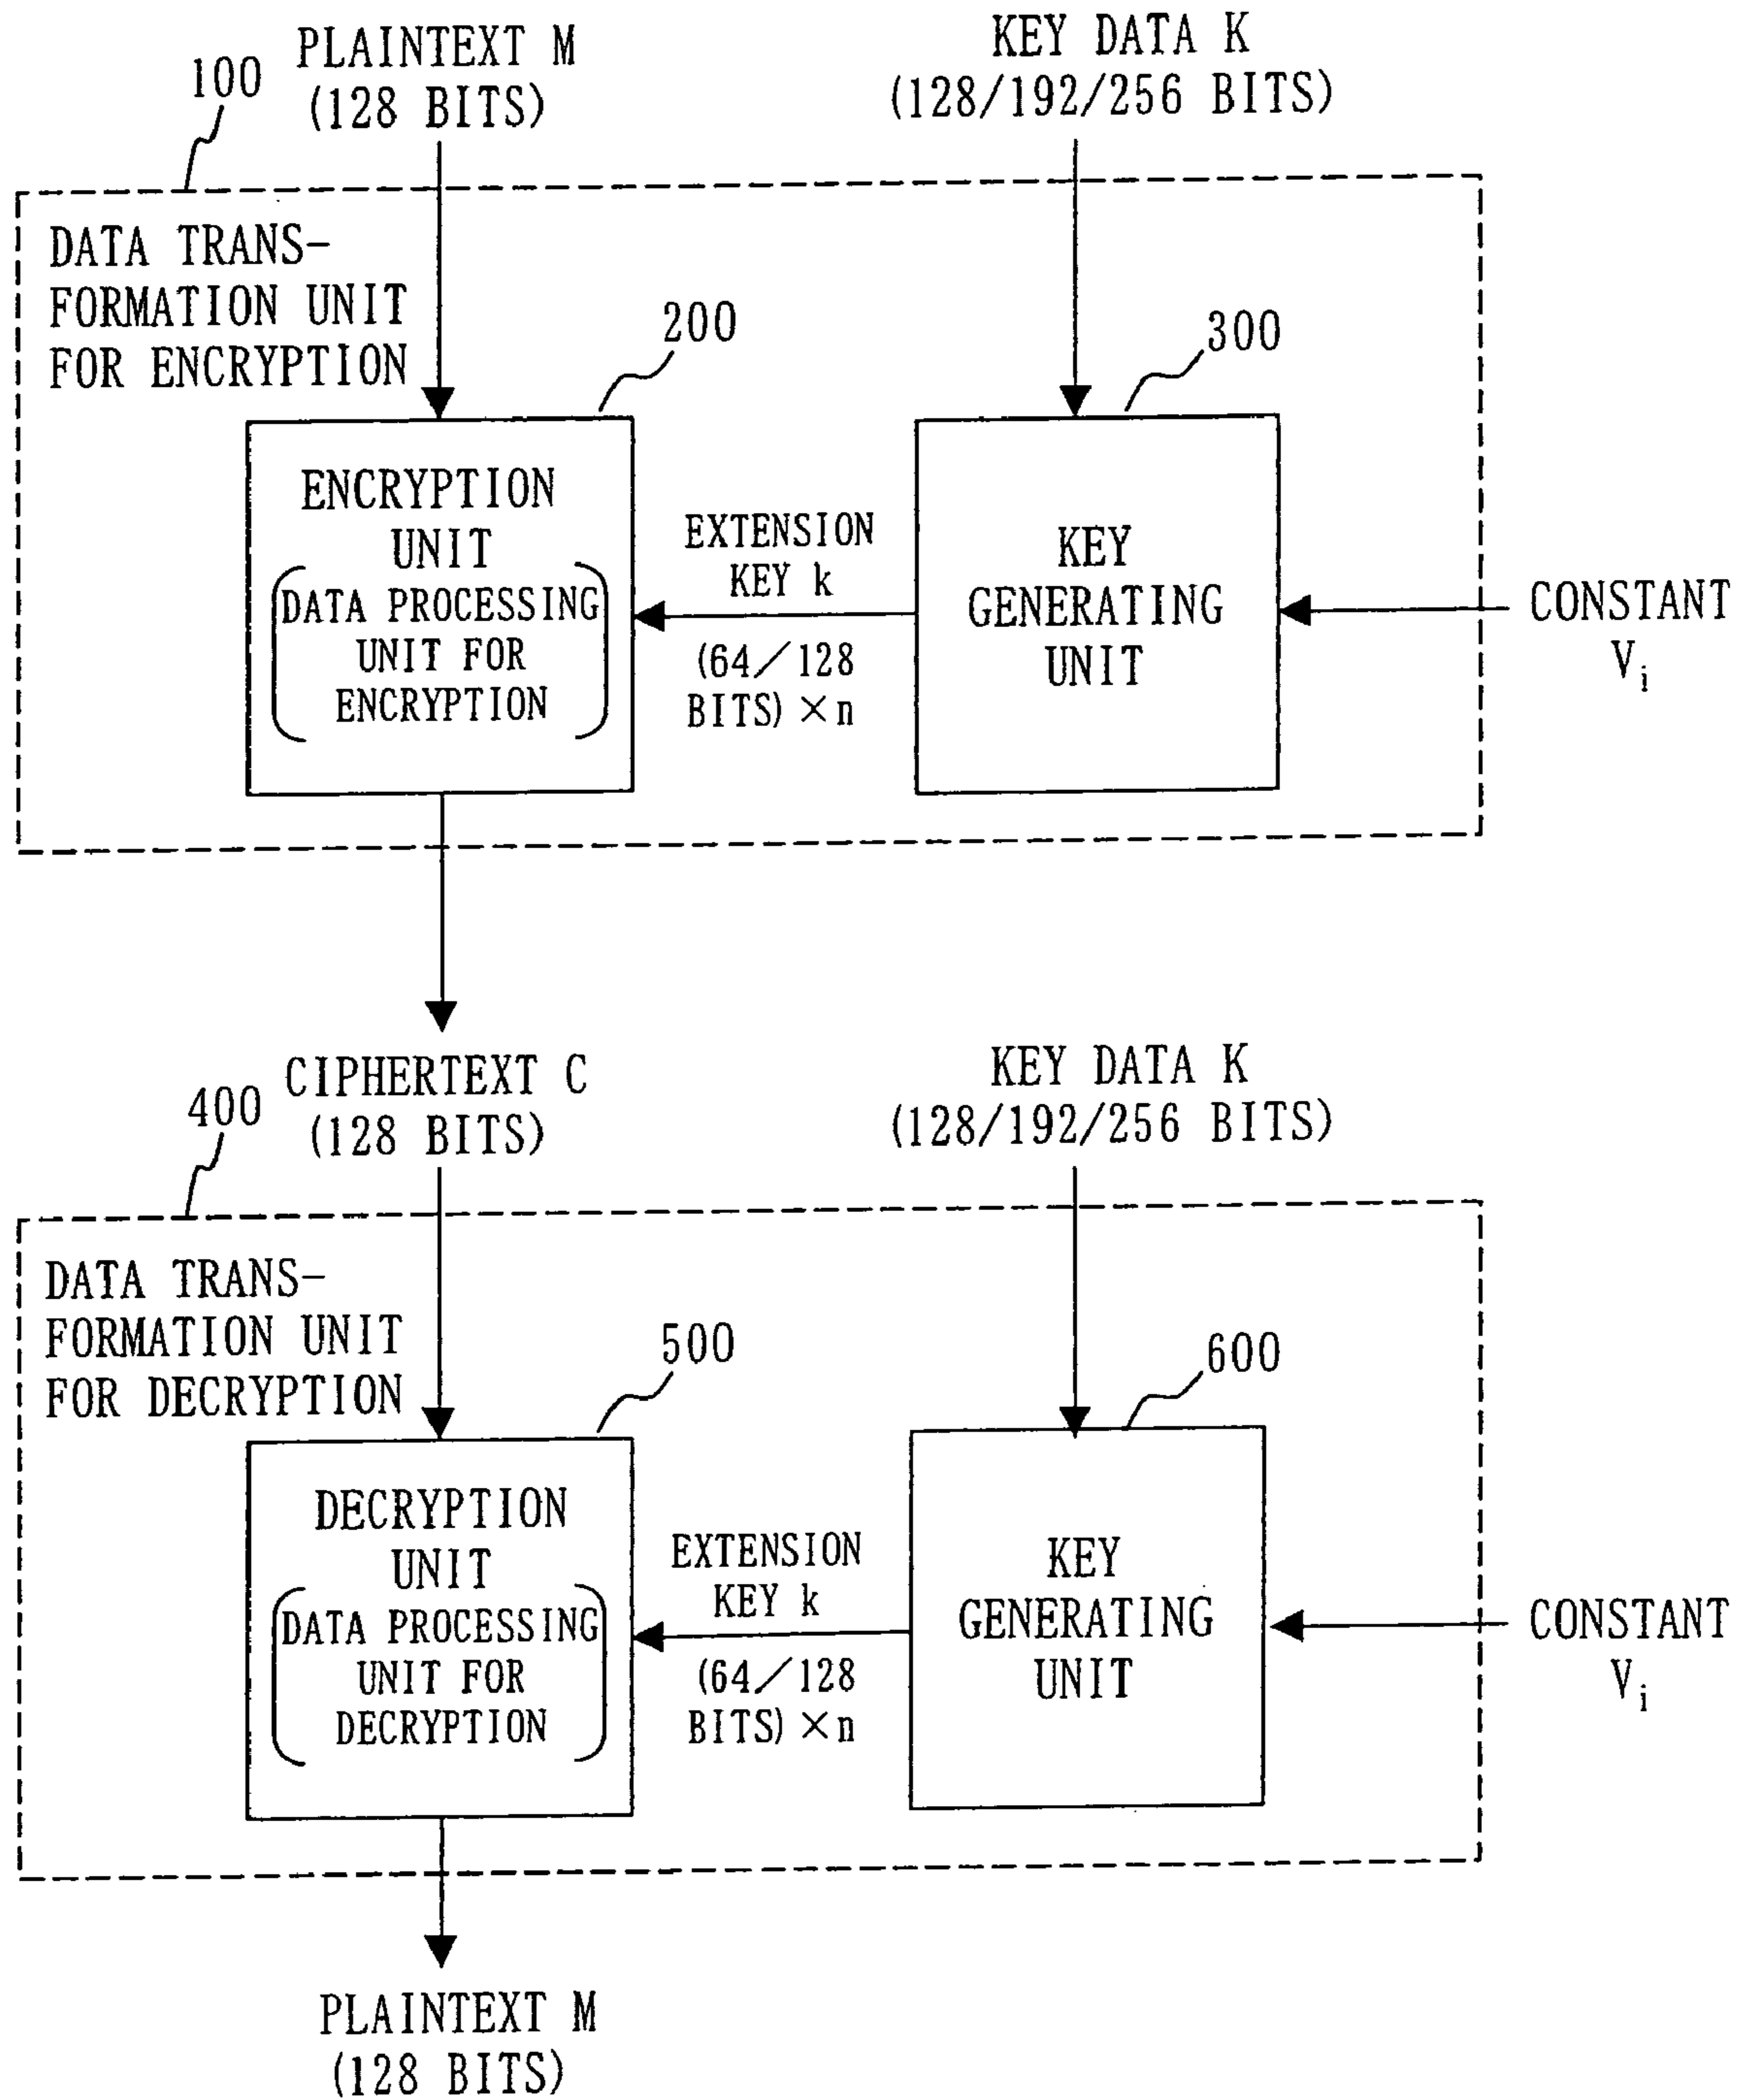 PLAINTEXT M
(128 BITS)
KEY DATA K
(128/192/256 BITS)
100
DATA TRANS-
FORMATION UNIT
FOR ENCRYPTION
200
300
ENCRYPTION
UNIT
DATA PROCESSING
UNIT FOR
ENCRYPTION
EXTENSION
KEY k
(64/128
BITS)×n
KEY
GENERATING
UNIT
CONSTANT
Vi
CIPHERTEXT C
(128 BITS)
KEY DATA K
(128/192/256 BITS)
400
DATA TRANS-
FORMATION UNIT
FOR DECRYPTION
500
600
DECRYPTION
UNIT
DATA PROCESSING
UNIT FOR
DECRYPTION
EXTENSION
KEY k
(64/128
BITS)×n
KEY
GENERATING
UNIT
CONSTANT
Vi
PLAINTEXT M
(128 BITS)